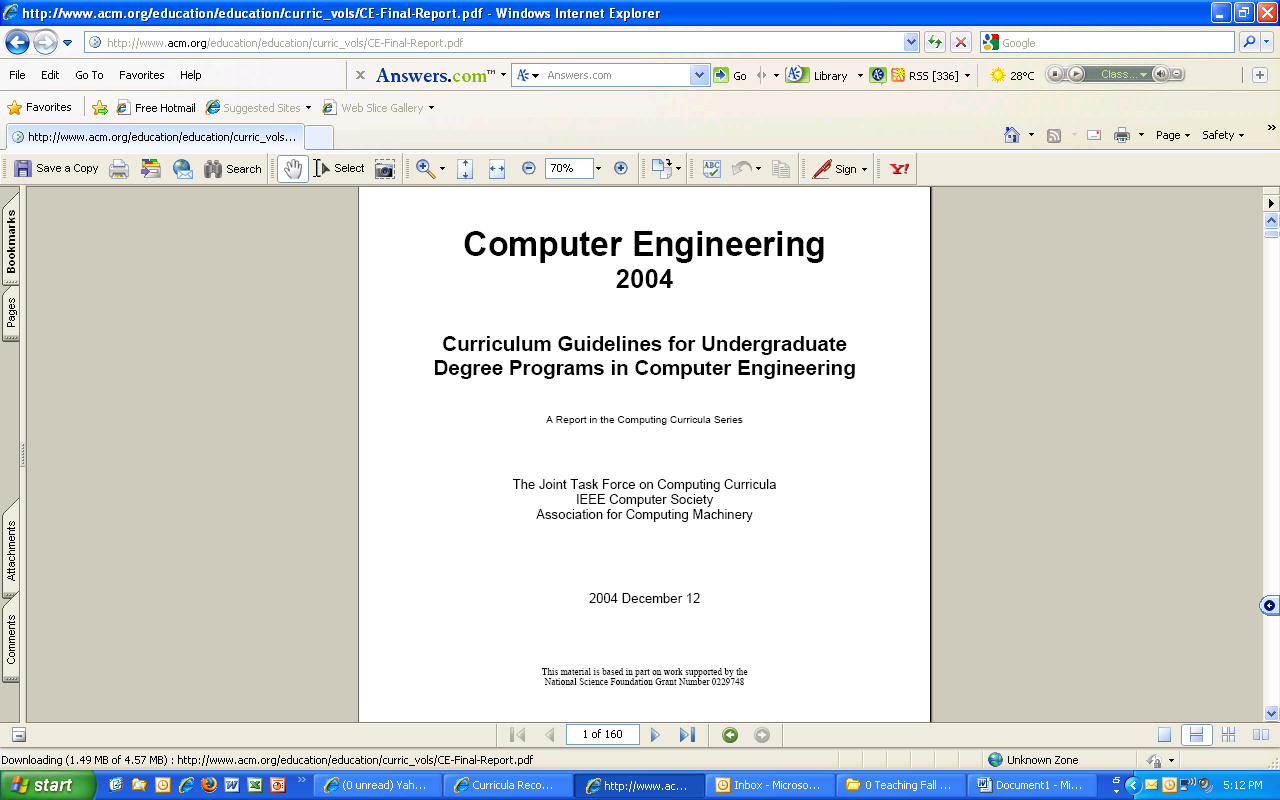 http://www.acm.org/education/education/curric_vols/CE-Final-Report.pdf - Windows Internet Explorer
http://www.acm.org/education/education/curric_vols/CE-Final-Report.pdf
Google
File Edit Go To Favorites Help
Answers.com™ Answers.com Go Library RSS [336] 28°C Class...
Favorites Free Hotmail Suggested Sites Web Slice Gallery
http://www.acm.org/education/education/curric_vols...
Page Safety
Save a Copy Search Select 70% Sign Y!
Bookmarks
Pages
Attachments
Comments
Computer Engineering
2004
Curriculum Guidelines for Undergraduate
Degree Programs in Computer Engineering
A Report in the Computing Curricula Series
The Joint Task Force on Computing Curricula
IEEE Computer Society
Association for Computing Machinery
2004 December 12
This material is based in part on work supported by the
National Science Foundation Grant Number 0229748
1 of 160
Downloading (1.49 MB of 4.57 MB) : http://www.acm.org/education/education/curric_vols/CE-Final-Report.pdf
Unknown Zone
start (0 unread) Yah... Curricula Reco... http://www.ac... Inbox - Microso... 0 Teaching Fall ... Document1 - Mi... 5:12 PM